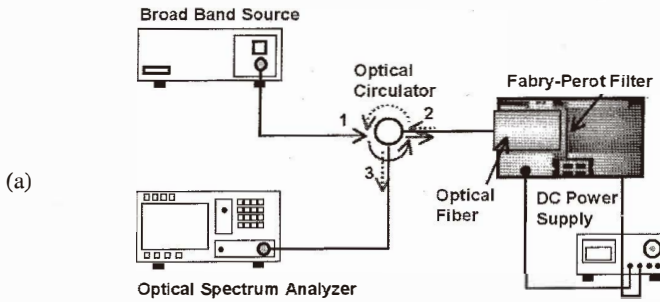 Broad Band Source
Optical
Circulator
Fabry-Perot Filter
1
2
3
(a)
Optical
Fiber
DC Power
Supply
Optical Spectrum Analyzer